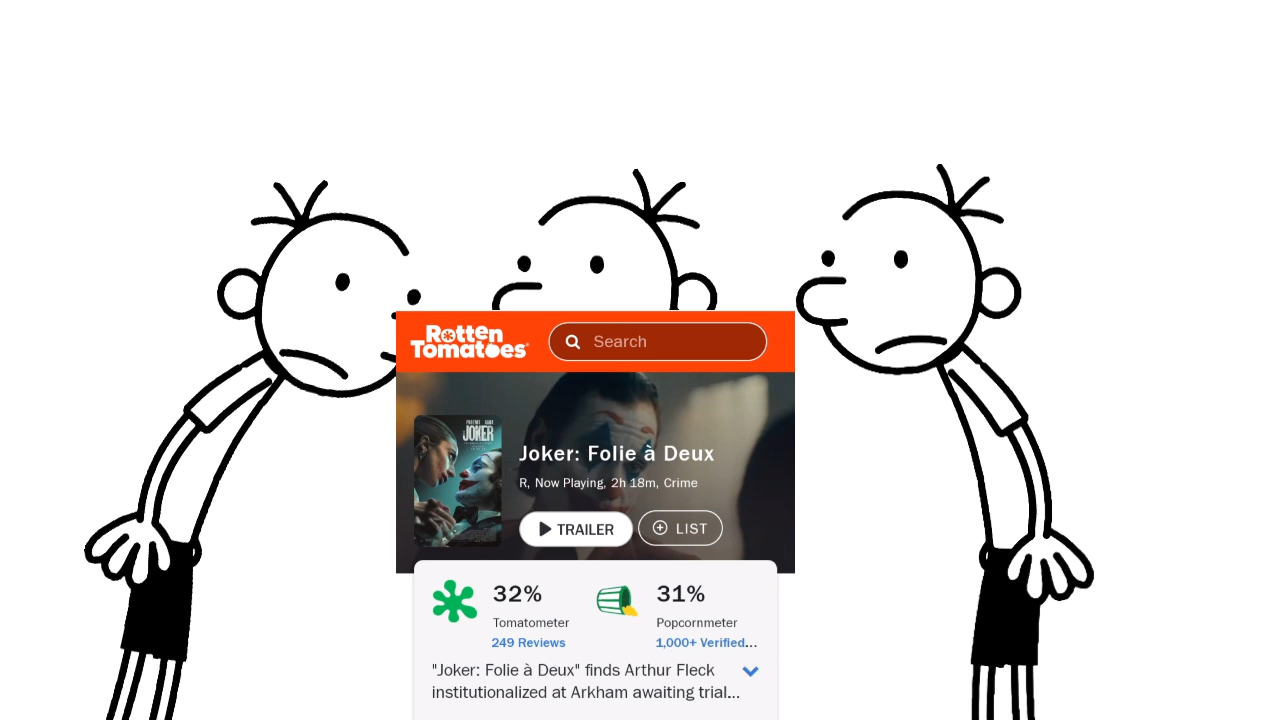 Rotten
Tomatoes
Search
JOKER
Joker: Folie à Deux
R, Now Playing, 2h 18m, Crime
TRAILER
LIST
32%
31%
Tomatometer
Popcornmeter
249 Reviews
1,000+ Verified...
"Joker: Folie à Deux" finds Arthur Fleck
institutionalized at Arkham awaiting trial...